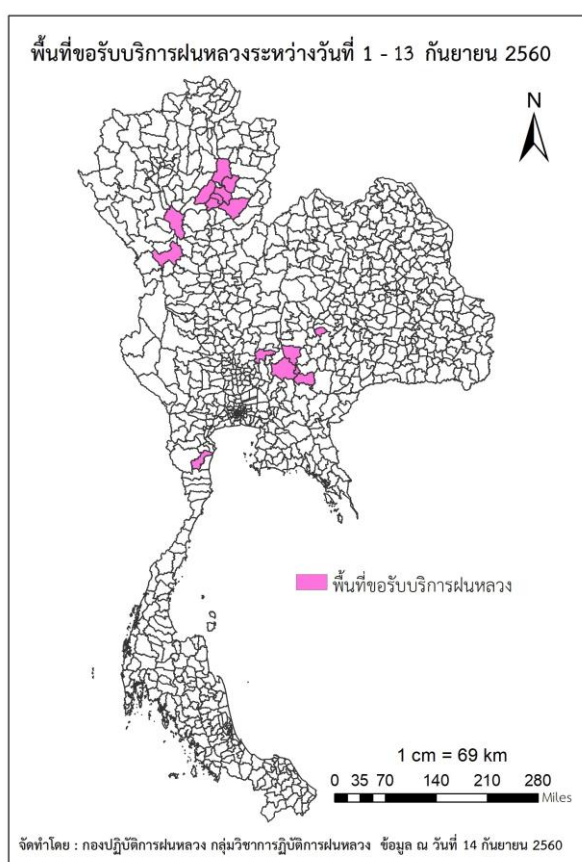 พื้นที่ขอรับบริการฝนหลวงระหว่างวันที่ 1 - 13 กันยายน 2560
N
พื้นที่ขอรับบริการฝนหลวง
1 cm = 69 km
0 35 70 140 210 280 Miles
จัดทำโดย : กองปฏิบัติการฝนหลวง กลุ่มวิชาการฏิบัติการฝนหลวง ข้อมูล ณ วันที่ 14 กันยายน 2560